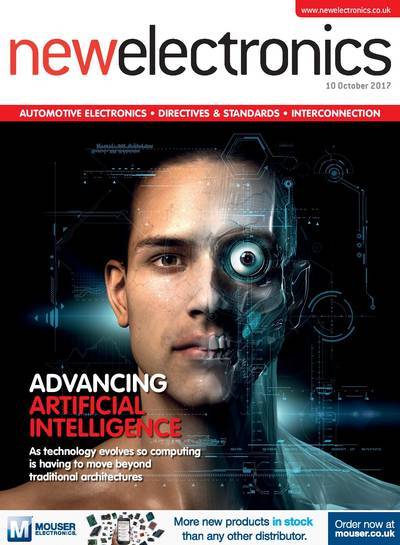 www.newelectronics.co.uk
newelectronics
10 October 2017
AUTOMOTIVE ELECTRONICS • DIRECTIVES & STANDARDS • INTERCONNECTION
ADVANCING
ARTIFICIAL
INTELLIGENCE
As technology evolves so computing
is having to move beyond
traditional architectures
M MOUSER
ELECTRONICS.
More new products in stock
than any other distributor.
Order now at
mouser.co.uk